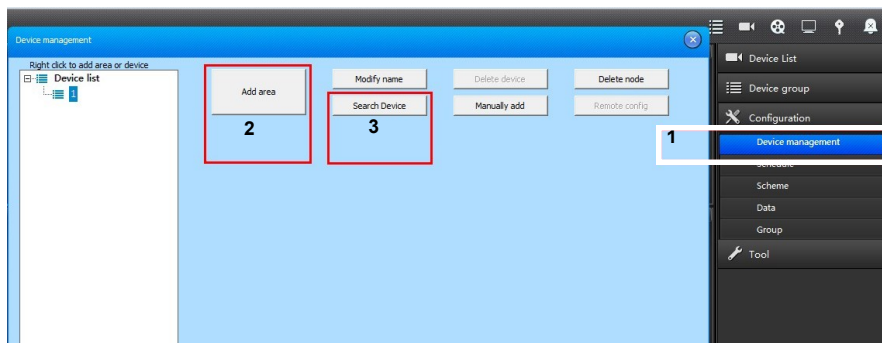 Device management
Right click to add area or device
Device list
1
Add area
Modify name
Delete device
Delete node
Search Device
Manually add
Remote config
2
3
1
Device List
Device group
Configuration
Device management
Schedule
Scheme
Data
Group
Tool